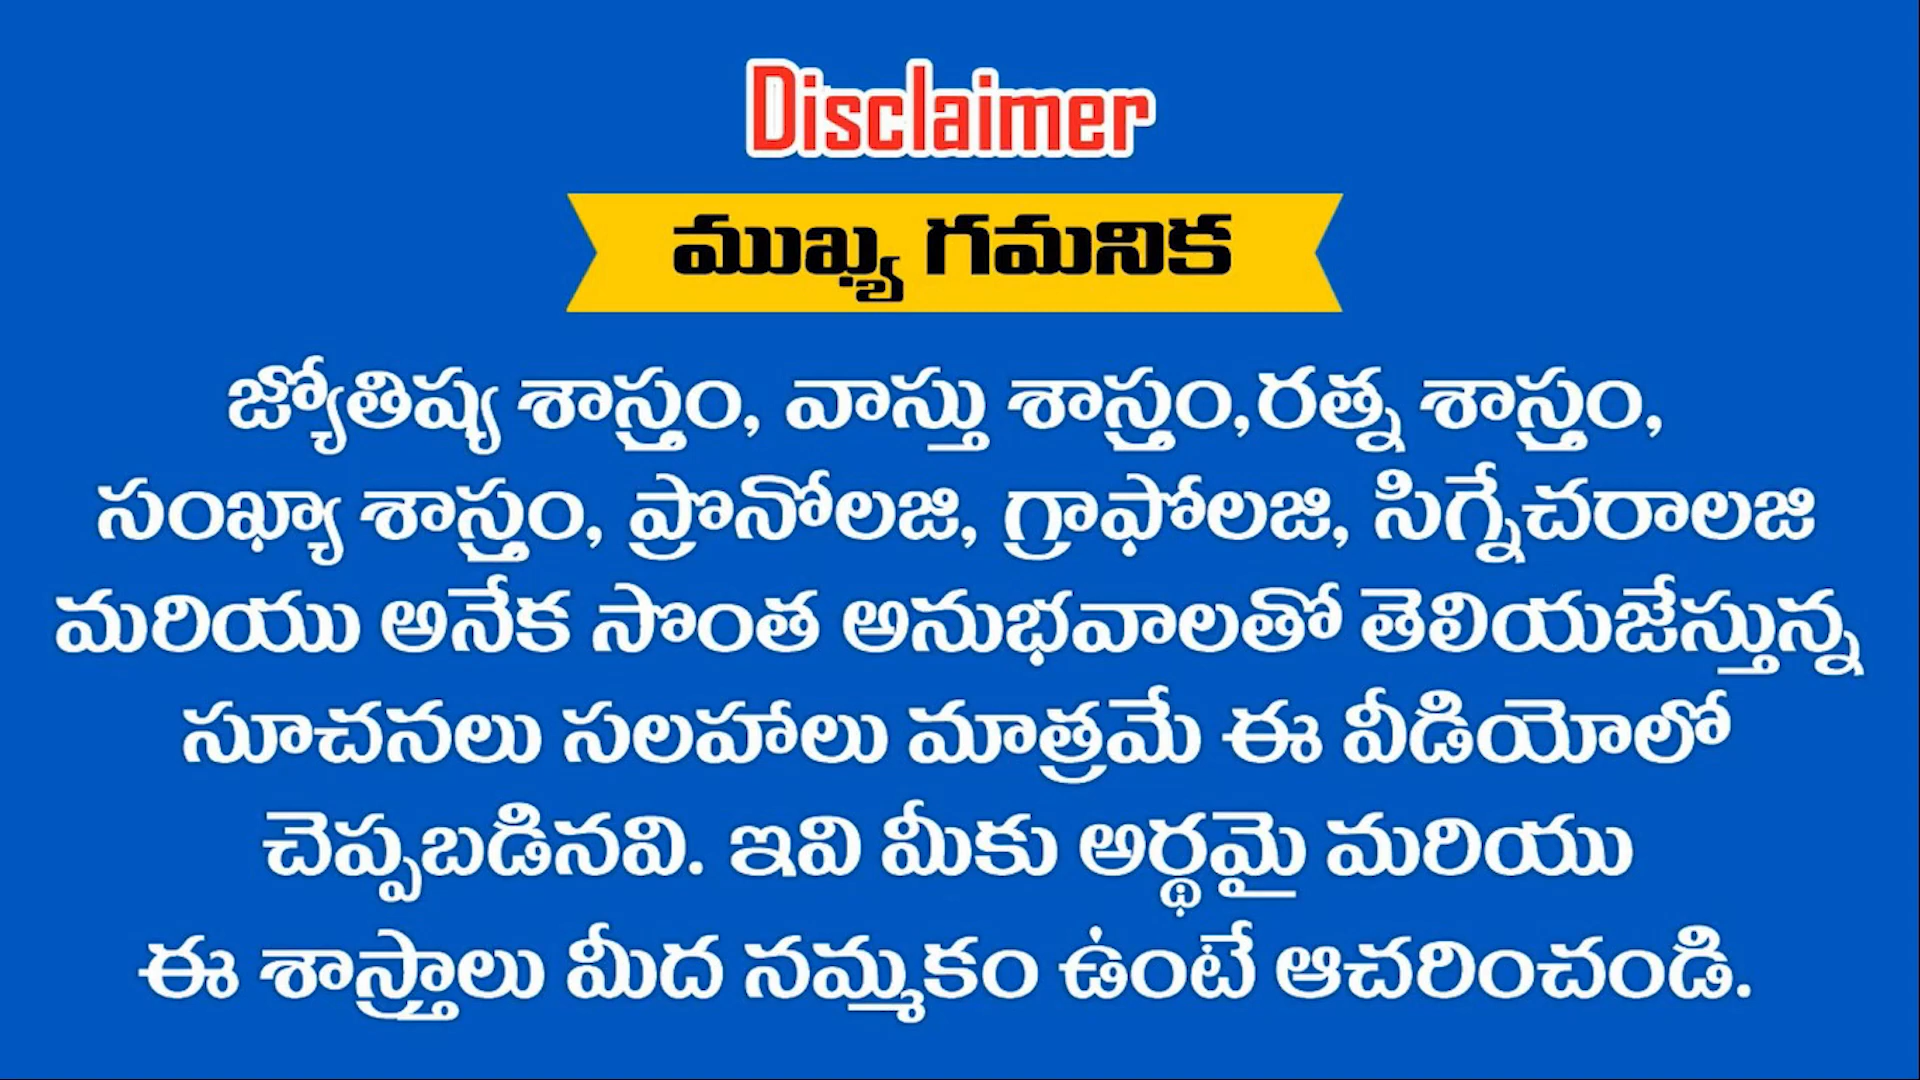 Disclaimer
ముఖ్య గమనిక
జ్యోతిష్య శాస్త్రం, వాస్తు శాస్త్రం,రత్న శాస్త్రం,
సంఖ్యా శాస్త్రం, ప్రొనోలజి, గ్రాఫోలజి, సిగ్నేచరాలజి
మరియు అనేక సొంత అనుభవాలతో తెలియజేస్తున్న
సూచనలు సలహాలు మాత్రమే ఈ వీడియోలో
చెప్పబడినవి. ఇవి మీకు అర్థమై మరియు
ఈ శాస్త్రాలు మీద నమ్మకం ఉంటే ఆచరించండి.